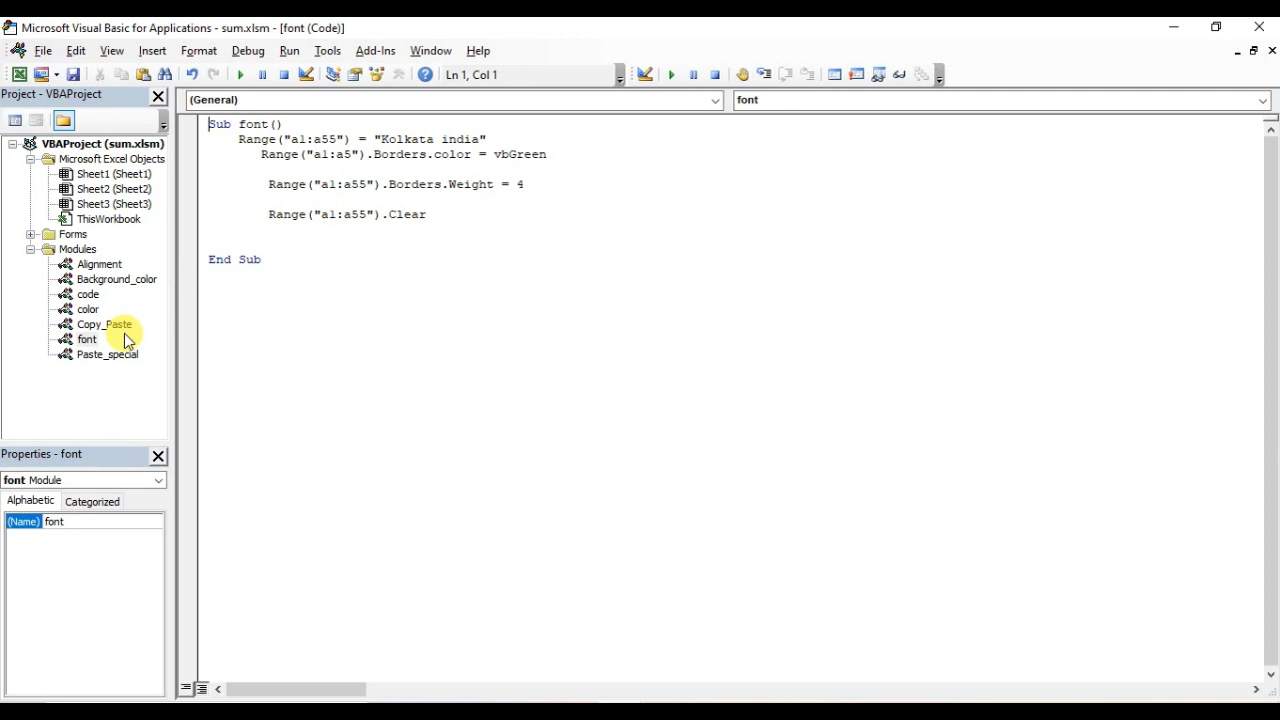 Microsoft Visual Basic for Applications - sum.xlsm - [font (Code)]
File Edit View Insert Format Debug Run Tools Add-Ins Window Help
Ln 1, Col 1
Project - VBAProject
VBAProject (sum.xlsm)
Microsoft Excel Objects
Sheet1 (Sheet1)
Sheet2 (Sheet2)
Sheet3 (Sheet3)
ThisWorkbook
Forms
Modules
Alignment
Background_color
code
color
Copy_Paste
font
Paste_special
Properties - font
font Module
Alphabetic Categorized
(Name) font
(General) font
Sub font()
Range("a1:a55") = "Kolkata india"
Range("a1:a5").Borders.color = vbGreen
Range("a1:a55").Borders.Weight = 4
Range("a1:a55").Clear
End Sub